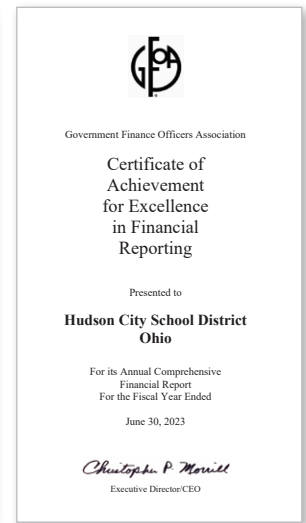 GFOA
Government Finance Officers Association
Certificate of
Achievement
for Excellence
in Financial
Reporting
Presented to
Hudson City School District
Ohio
For its Annual Comprehensive
Financial Report
For the Fiscal Year Ended
June 30, 2023
Christopher P. Morrill
Executive Director/CEO